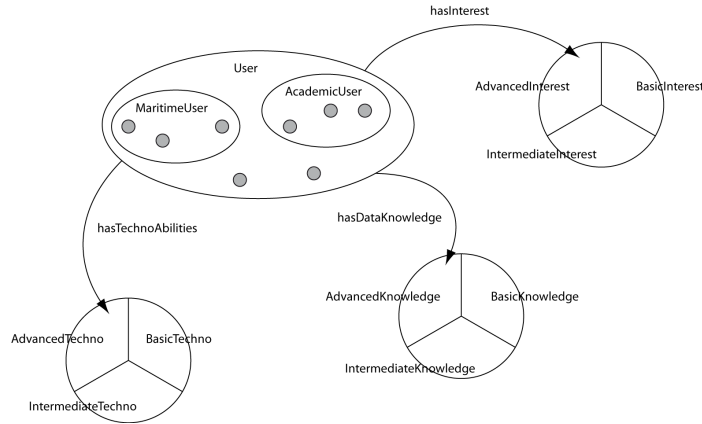 hasInterest
User
AdvancedInterest
BasicInterest
MaritimeUser
AcademicUser
IntermediateInterest
hasTechnoAbilities
hasDataKnowledge
AdvancedKnowledge
BasicKnowledge
AdvancedTechno
BasicTechno
IntermediateKnowledge
IntermediateTechno